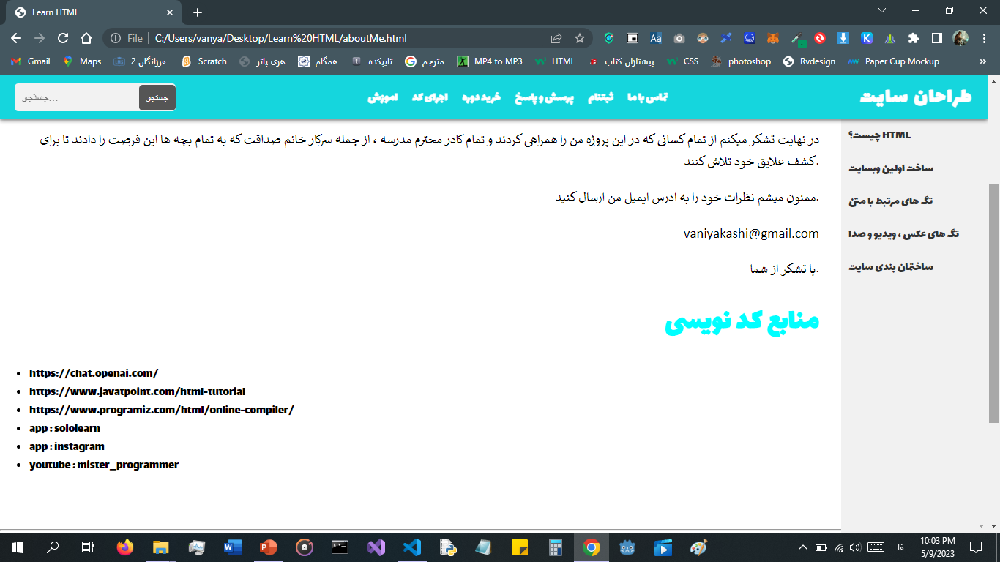 Learn HTML
File
C:/Users/vanya/Desktop/Learn%20HTML/aboutMe.html
Gmail
Maps
فرزانگان 2
Scratch
هری پاتر
همگام
تایپکده
مترجم
MP4 to MP3
HTML
پیشتازان کتاب
CSS
photoshop
Rvdesign
Paper Cup Mockup
»
طراحان سایت
تماس با ما
ثبتنام
پرسش و پاسخ
خرید دوره
اجرای کد
اموزش
جستجو
جستجو...
HTML چیست؟
ساخت اولین وبسایت
تگ های مرتبط با متن
تگ های عکس ، ویدیو و صدا
ساختمان بندی سایت
در نهایت تشکر میکنم از تمام کسانی که در این پروژه من را همراهی کردند و تمام کادر محترم مدرسه ، از جمله سرکار خانم صداقت که به تمام بچه ها این فرصت را دادند تا برای
.کشف علایق خود تلاش کنند
.ممنون میشم نظرات خود را به ادرس ایمیل من ارسال کنید
vaniyakashi@gmail.com
.با تشکر از شما
منابع کد نویسی
• https://chat.openai.com/
• https://www.javatpoint.com/html-tutorial
• https://www.programiz.com/html/online-compiler/
• app : sololearn
• app : instagram
• youtube : mister_programmer
فا
10:03 PM
5/9/2023